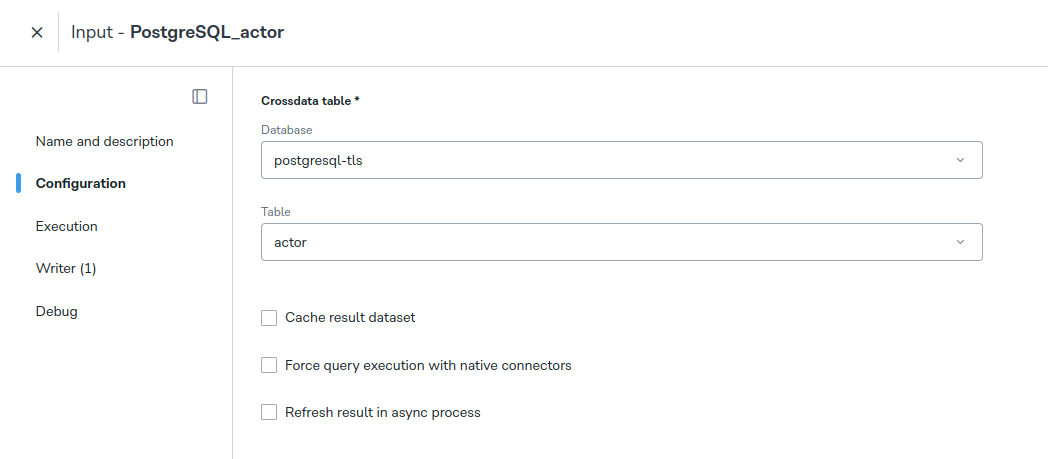 Input - PostgreSQL_actor
Name and description
Configuration
Execution
Writer (1)
Debug
Crossdata table *
Database
postgresql-tls
Table
actor
Cache result dataset
Force query execution with native connectors
Refresh result in async process